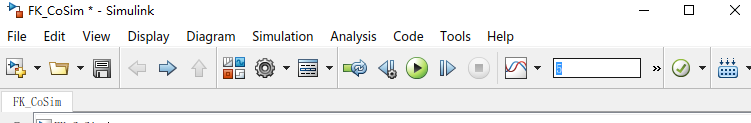 FK_CoSim * - Simulink
File Edit View Display Diagram Simulation Analysis Code Tools Help
»
FK_CoSim